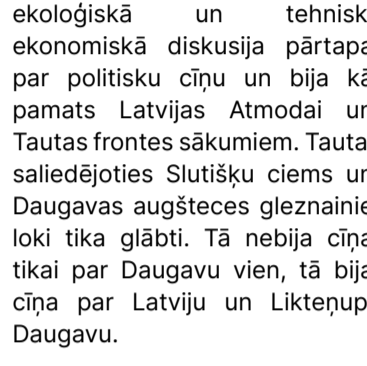 ekoloģiskā un tehnisk
ekonomiskā diskusija pārtapa
par politisku cīņu un bija kā
pamats Latvijas Atmodai un
Tautas frontes sākumiem. Tauta
saliedējoties Slutišķu ciems un
Daugavas augšteces gleznainie
loki tika glābti. Tā nebija cīņa
tikai par Daugavu vien, tā bija
cīņa par Latviju un Likteņup
Daugavu.